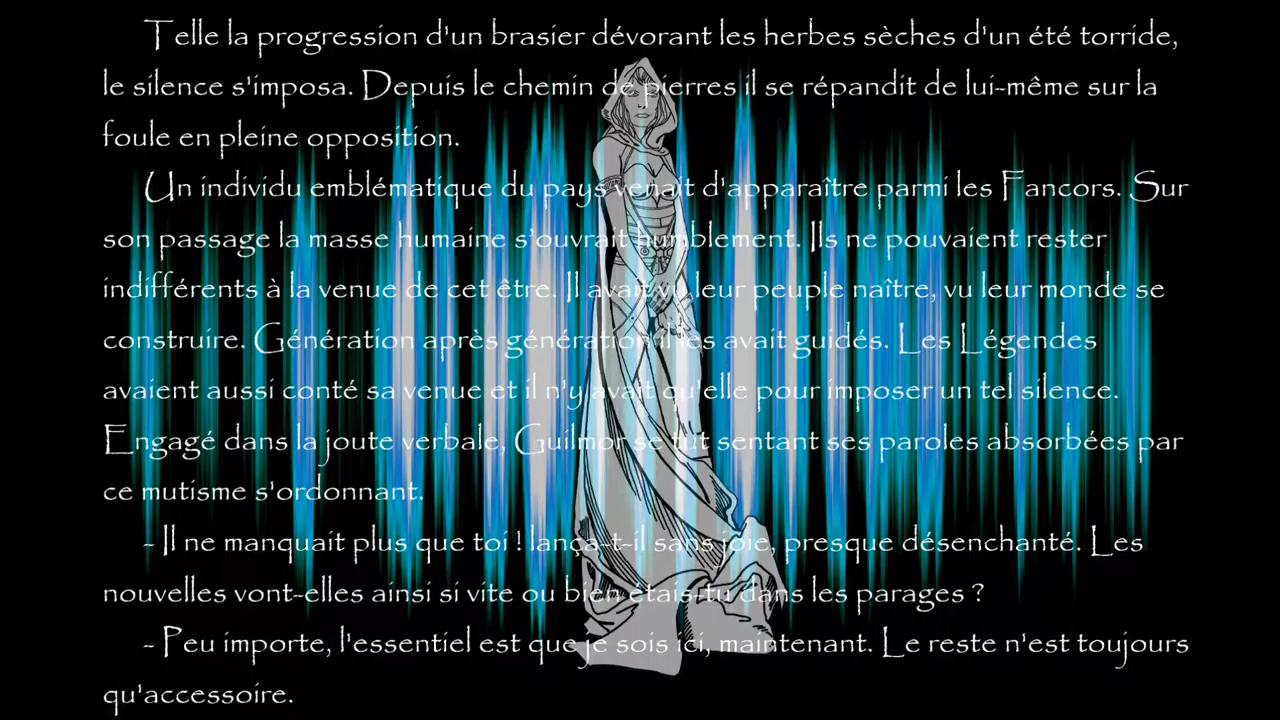 Telle la progression d'un brasier dévorant les herbes sèches d'un été torride,
le silence s'imposa. Depuis le chemin de pierres il se répandit de lui-même sur la
foule en pleine opposition.
Un individu emblématique du pays venait d'apparaître parmi les Fancors. Sur
son passage la masse humaine s'ouvrait humblement. Ils ne pouvaient rester
indifférents à la venue de cet être. Il avait vu leur peuple naître, vu leur monde se
construire. Génération après génération il les avait guidés. Les Légendes
avaient aussi conté sa venue et il n'y avait qu'elle pour imposer un tel silence.
Engagé dans la joute verbale, Guilmor se tut sentant ses paroles absorbées par
ce mutisme s'ordonnant.
- Il ne manquait plus que toi ! lança-t-il sans joie, presque désenchanté. Les
nouvelles vont-elles ainsi si vite ou bien étais-tu dans les parages ?
- Peu importe, l'essentiel est que je sois ici, maintenant. Le reste n'est toujours
qu'accessoire.